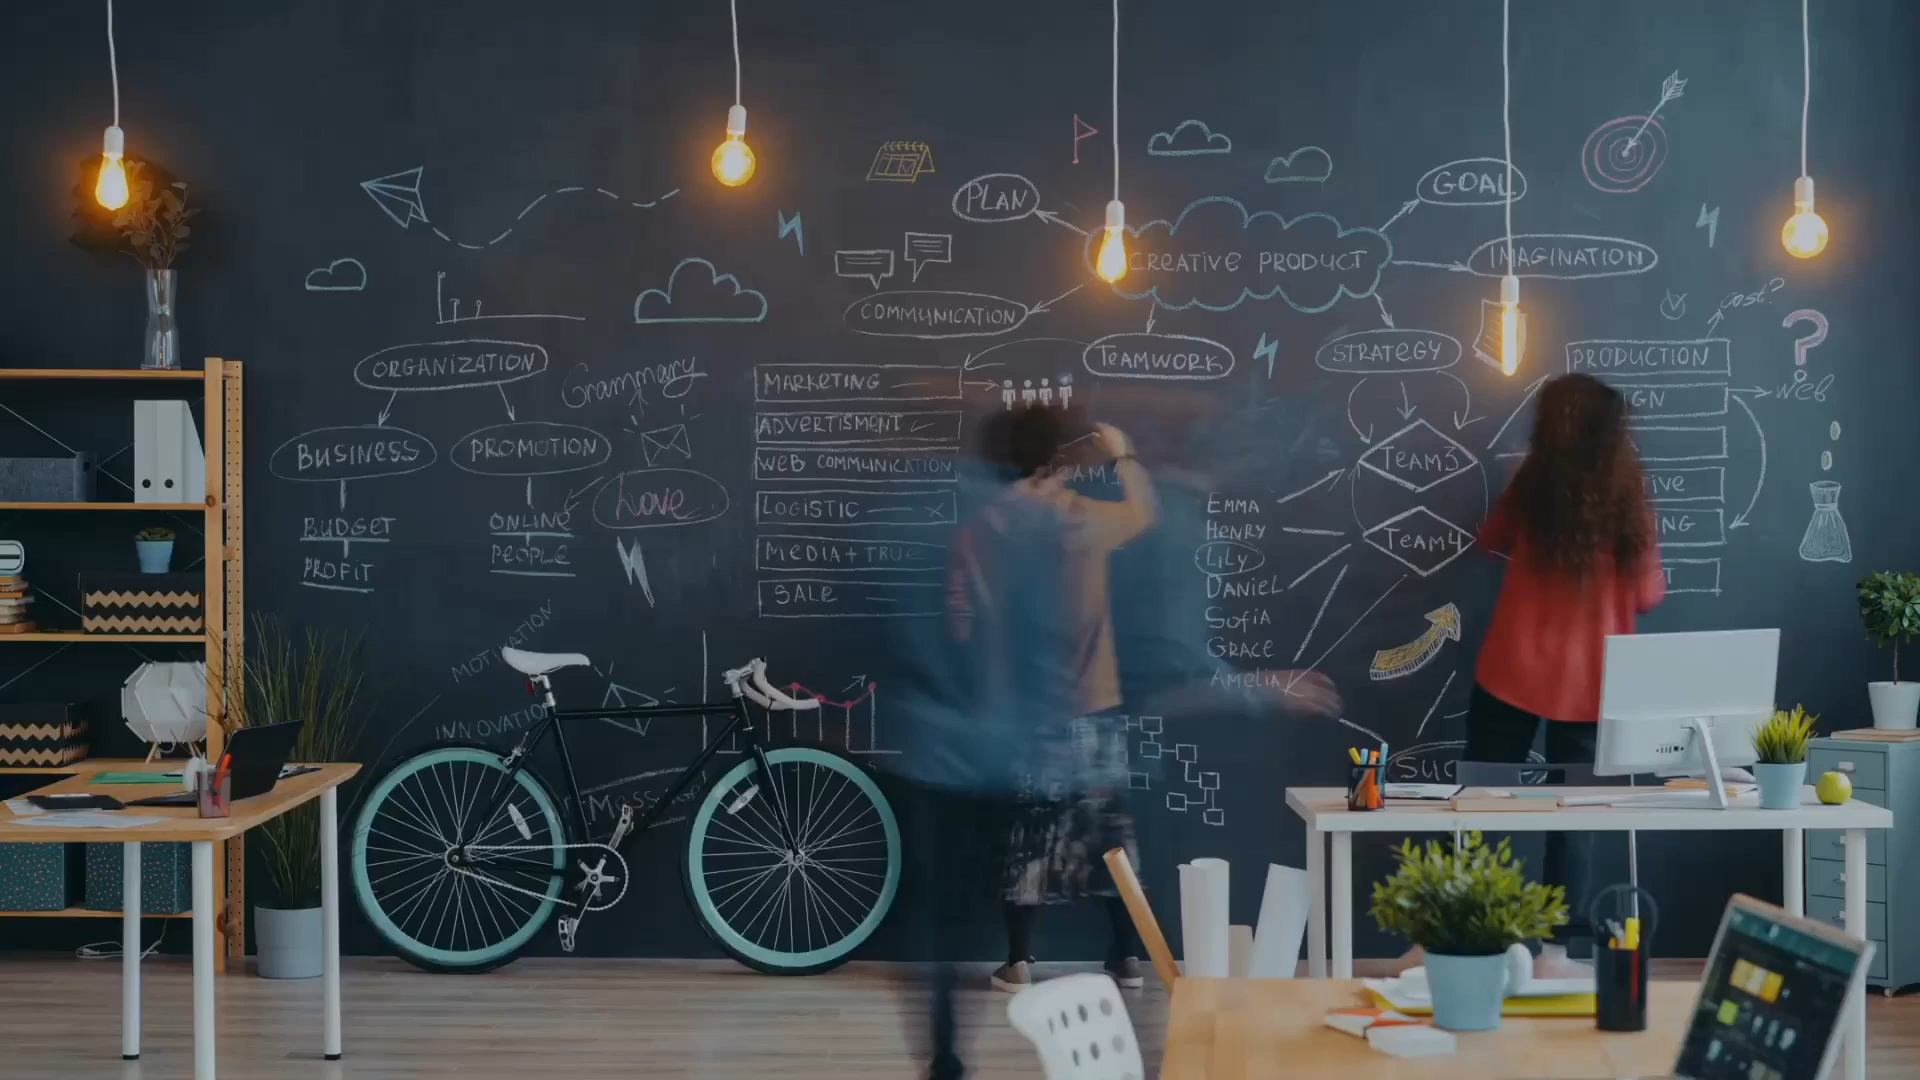 PLAN
GOAL
CREATIVE PRODUCT
IMAGINATION
COMMUNICATION
TEAMWORK
STRATEGY
cost?
PRODUCTION
?
ORGANIZATION
Grammary
MARKETING
web
ADVERTISMENT
BUSINESS
PROMOTION
WEB COMMUNICATION
TEAM3
Love
LOGISTIC
EMMA
HENRY
LILY
DANIEL
Sofia
GRACE
Amelia
TEAM4
BUDGET
PROFIT
ONLINE
PEOPLE
MEDIA + TRUE
SALE
MOTIVATION
INNOVATION
SUC